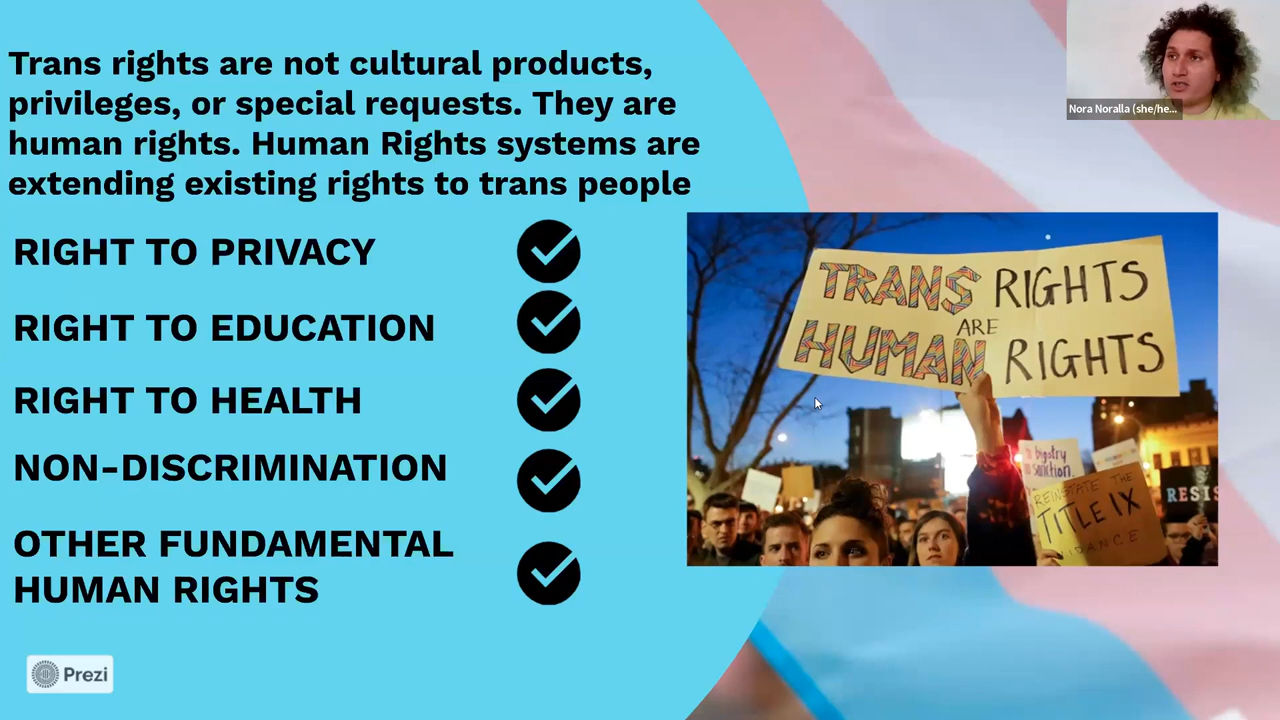 Trans rights are not cultural products,
privileges, or special requests. They are
human rights. Human Rights systems are
extending existing rights to trans people
RIGHT TO PRIVACY
RIGHT TO EDUCATION
RIGHT TO HEALTH
NON-DISCRIMINATION
OTHER FUNDAMENTAL
HUMAN RIGHTS
Prezi
Nora Noralla (she/he...
TRANS RIGHTS
ARE
HUMAN RIGHTS
bigotry
sanction.
REINSTATE THE
TITLE IX
RESIS